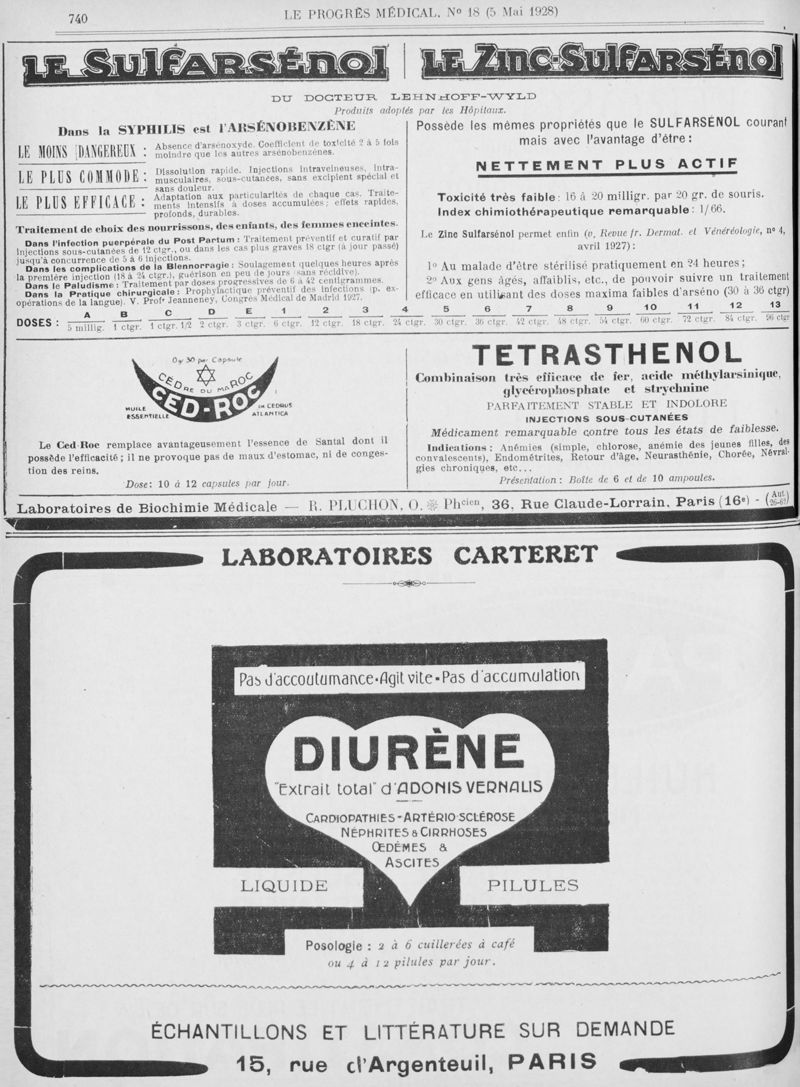 740
LE PROGRÈS MÉDICAL. Nº 18 (5 Mai 1928)
LE SULFARSÉNOL
LE ZINC-SULFARSÉNOL
DU DOCTEUR LEHNHOFF-WYLD
Produits adoptés par les Hôpitaux.
Dans la SYPHILIS est l'ARSÉNOBENZÈNE
LE MOINS DANGEREUX : Absence d'arsénoxyde. Coefficient de toxicité 2 à 5 fois
moindre que les autres arsénobenzènes.
LE PLUS COMMODE : Dissolution rapide. Injections intraveineuses, intra-
musculaires, sous-cutanées, sans excipient spécial et
sans douleur.
LE PLUS EFFICACE : Adaptation aux particularités de chaque cas. Traite-
ments intensifs à doses accumulées; effets rapides,
profonds, durables.
Traitement de choix des nourrissons, des enfants, des femmes enceintes.
Dans l'infection puerpérale du Post Partum : Traitement préventif et curatif par
injections sous-cutanées de 12 ctgr., ou dans les cas plus graves 18 ctgr (à jour passé)
jusqu'à concurrence de 5 à 6 injections.
Dans les complications de la Blennorragie : Soulagement quelques heures après
la première injection (18 à 24 ctgr.), guérison en peu de jours (sans récidive).
Dans le Paludisme : Traitement par doses progressives de 6 à 42 centigrammes.
Dans la Pratique chirurgicale : Prophylactique préventif des infections (p. ex-
opérations de la langue). V. Profr Jeanneney, Congrès Médical de Madrid 1927.
Possède les mêmes propriétés que le SULFARSÉNOL courant
mais avec l'avantage d'être :
NETTEMENT PLUS ACTIF
Toxicité très faible : 16 à 20 milligr. par 20 gr. de souris.
Index chimiothérapeutique remarquable : 1/66.
Le Zinc Sulfarsénol permet enfin (v, Revue fr. Dermat. et Vénéréologie, nº 4,
avril 1927) :
1º Au malade d'être stérilisé pratiquement en 24 heures ;
2º Aux gens âgés, affaiblis, etc., de pouvoir suivre un traitement
efficace en utilisant des doses maxima faibles d'arséno (30 à 36 ctgr)
A B C D E 1 2 3 4 5 6 7 8 9 10 11 12 13
DOSES : 5 millig. 1 ctgr. 1 ctgr. 1/2 2 ctgr. 3 ctgr. 6 ctgr. 12 ctgr. 18 ctgr. 24 ctgr. 30 ctgr. 36 ctgr. 42 ctgr. 48 ctgr. 54 ctgr. 60 ctgr. 72 ctgr. 84 ctgr. 96 ctgr
Ogr 30 par Capsule
CÈDRE DU MAROC
CED-ROC
HUILE
ESSENTIELLE
DE CEDRUS
ATLANTICA
Le Ced-Roc remplace avantageusement l'essence de Santal dont il
possède l'efficacité ; il ne provoque pas de maux d'estomac, ni de conges-
tion des reins.
Dose: 10 à 12 capsules par jour.
TETRASTHENOL
Combinaison très efficace de fer, acide méthylarsinique,
glycérophosphate et strychnine
PARFAITEMENT STABLE ET INDOLORE
INJECTIONS SOUS-CUTANÉES
Médicament remarquable contre tous les états de faiblesse.
Indications : Anémies (simple, chlorose, anémie des jeunes filles, des
convalescents), Endométrites, Retour d'âge, Neurasthénie, Chorée, Névral-
gies chroniques, etc...
Présentation : Boîte de 6 et de 10 ampoules.
Laboratoires de Biochimie Médicale — R. PLUCHON, O. Phcien, 36, Rue Claude-Lorrain, Paris (16e) - (Aut. 26-67)
LABORATOIRES CARTERET
Pas d'accoutumance • Agit vite • Pas d'accumulation
DIURÈNE
"Extrait total" d'ADONIS VERNALIS
CARDIOPATHIES - ARTÉRIO-SCLÉROSE
NÉPHRITES & CIRRHOSES
ŒDÈMES &
ASCITES
LIQUIDE
PILULES
Posologie : 2 à 6 cuillerées à café
ou 4 à 12 pilules par jour.
ÉCHANTILLONS ET LITTÉRATURE SUR DEMANDE
15, rue d'Argenteuil, PARIS